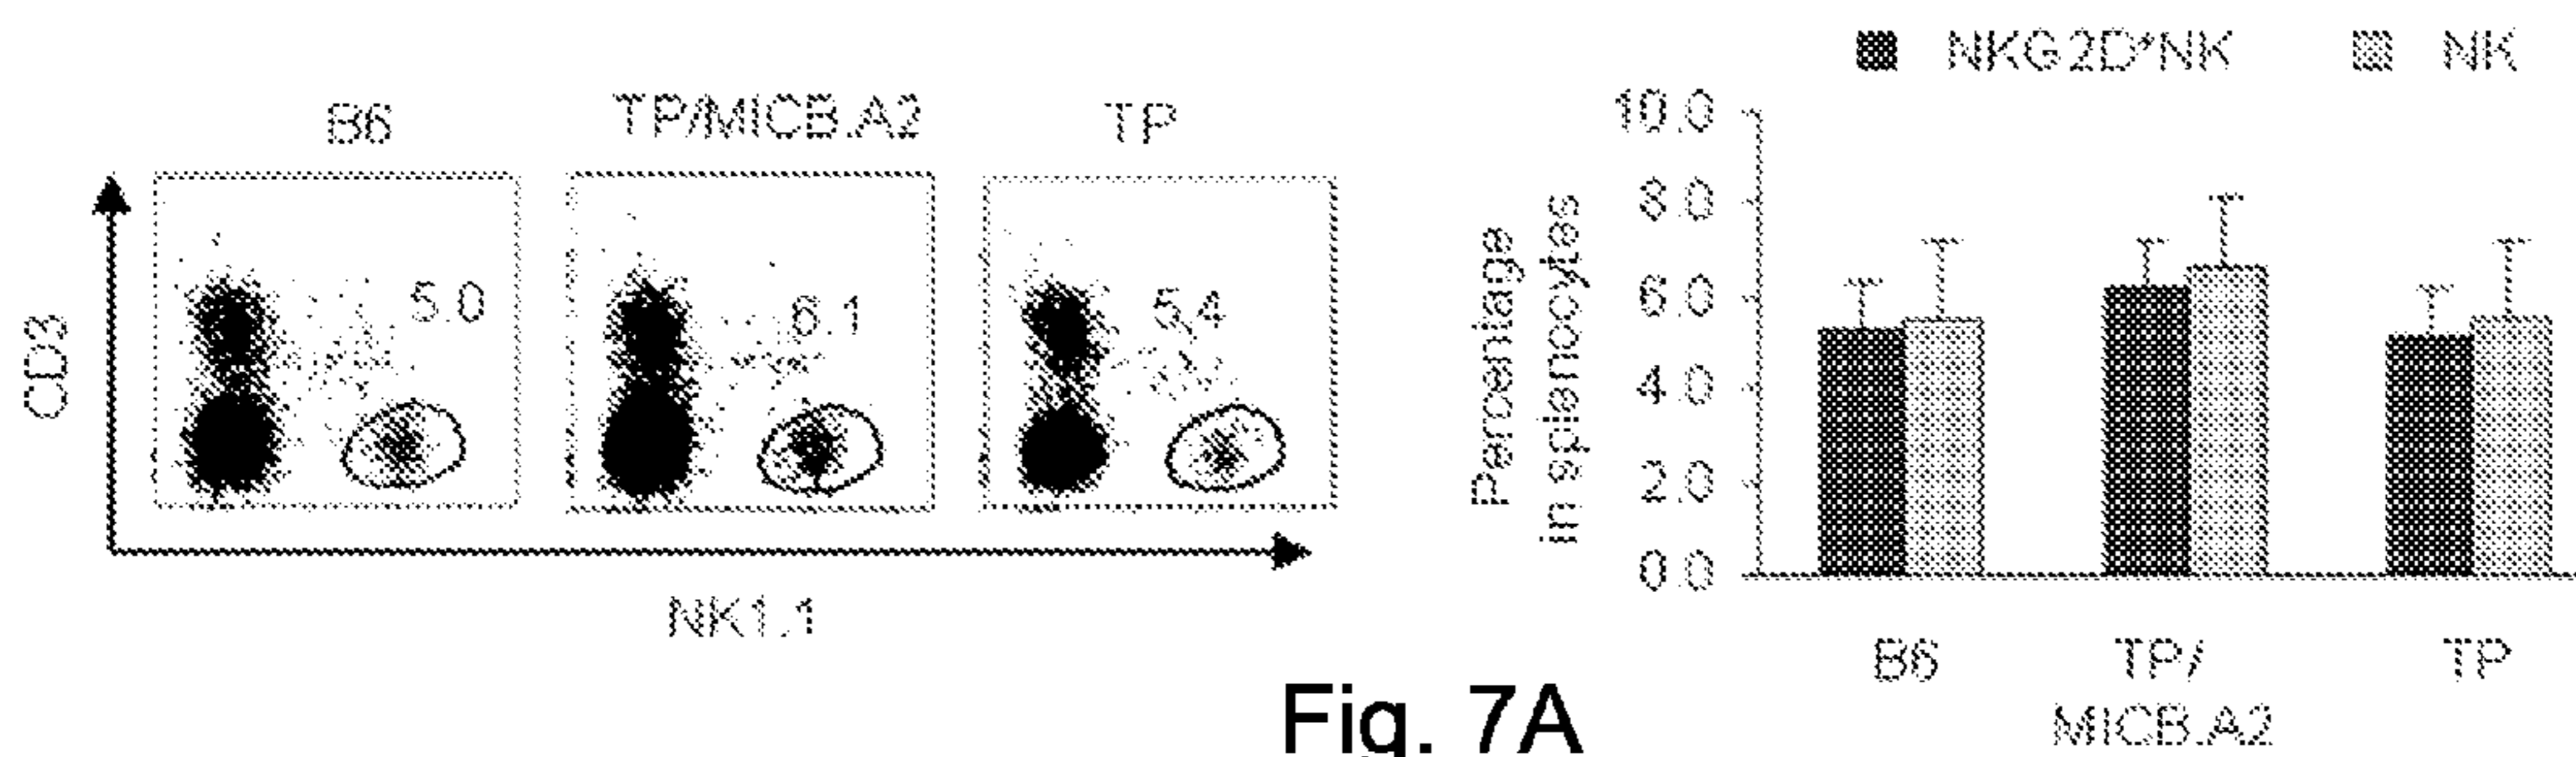 B6 TP/MICB.A2 TP
CD3
5.0 6.1 5.4
NK1.1
NKG2D⁺NK NK
Percentage
in splenocytes
10.0
8.0
6.0
4.0
2.0
0.0
B6 TP/ TP
MICB.A2
Fig. 7A